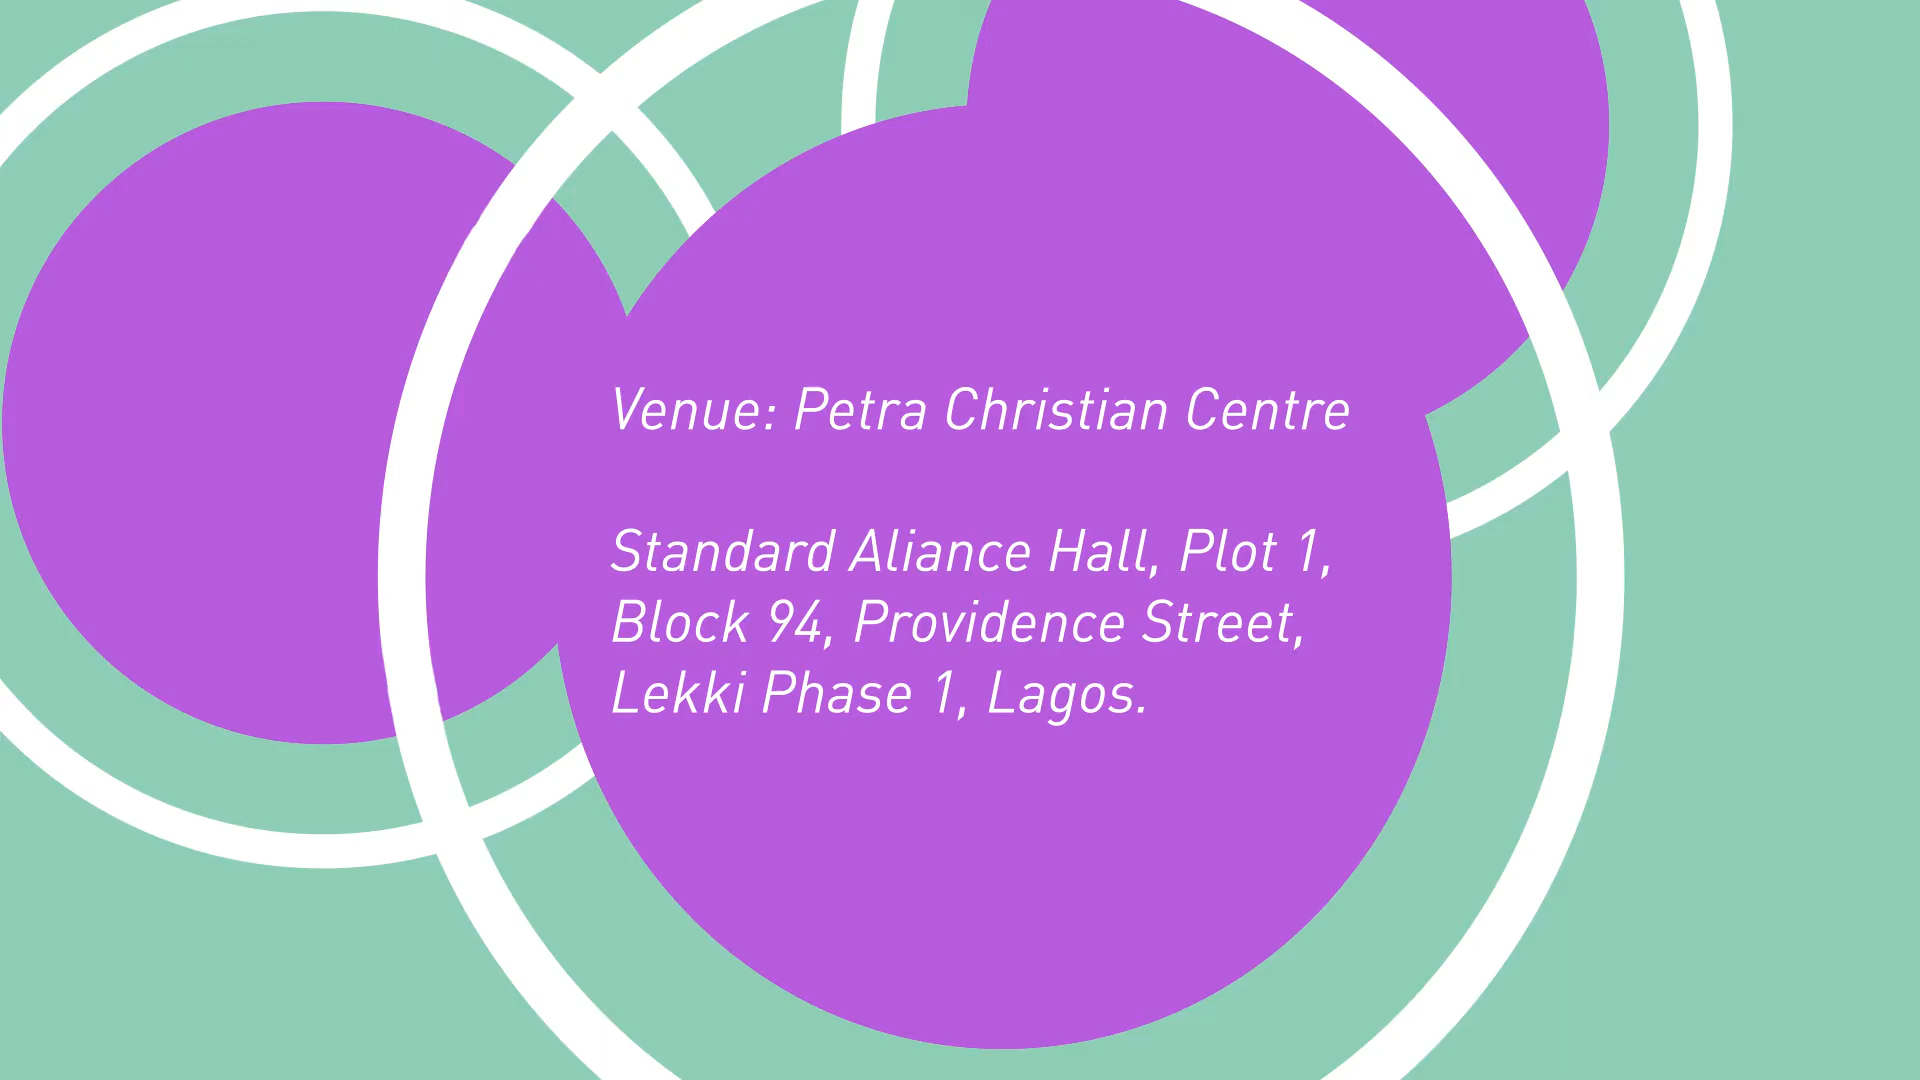 Venue: Petra Christian Centre
Standard Aliance Hall, Plot 1,
Block 94, Providence Street,
Lekki Phase 1, Lagos.